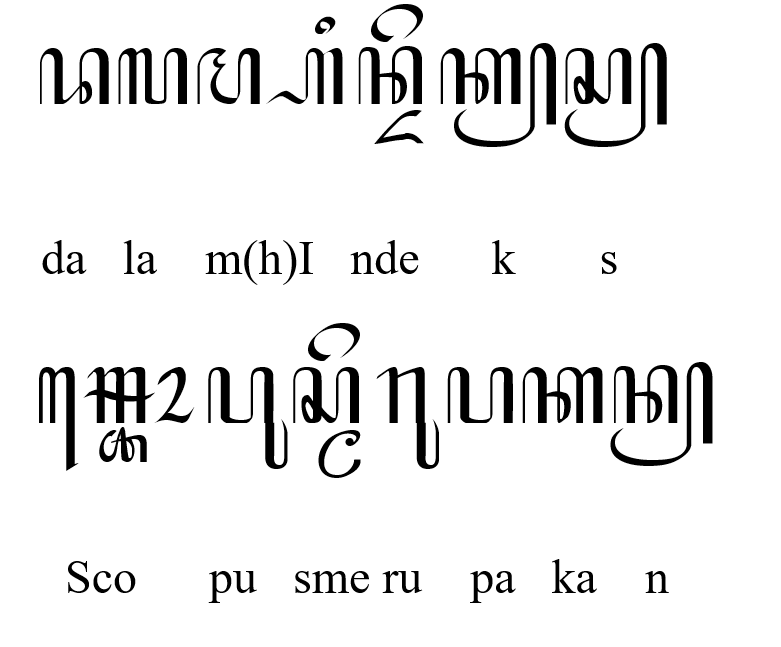 ꦢꦭꦩ꧀ꦲꦶꦤ꧀ꦢꦼꦏ꧀ꦱ꧀
da la m(h)I nde k s
ꦯ꧀ꦕꦺꦴꦥꦸꦱ꧀ꦩꦼꦫꦸꦥꦏꦤ꧀
Sco pu sme ru pa ka n